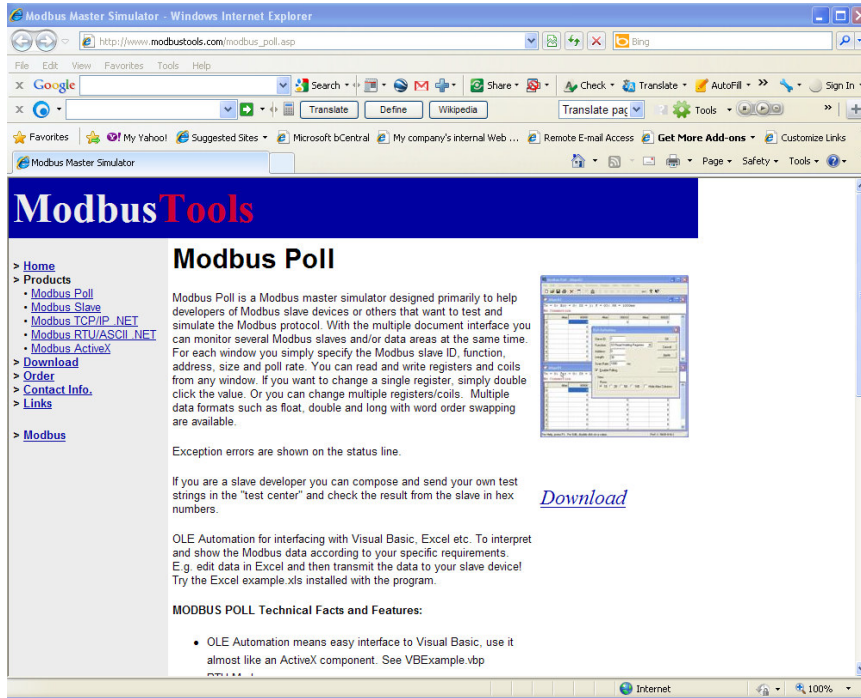 Modbus Master Simulator - Windows Internet Explorer
http://www.modbustools.com/modbus_poll.asp
Bing
File Edit View Favorites Tools Help
x Google Search Share Check Translate AutoFill Sign In
x Translate Define Wikipedia Translate pag Tools
Favorites My Yahoo! Suggested Sites Microsoft bCentral My company's internal Web ... Remote E-mail Access Get More Add-ons Customize Links
Modbus Master Simulator Page Safety Tools
ModbusTools
> Home
> Products
• Modbus Poll
• Modbus Slave
• Modbus TCP/IP .NET
• Modbus RTU/ASCII .NET
• Modbus ActiveX
> Download
> Order
> Contact Info.
> Links
> Modbus
Modbus Poll
Modbus Poll is a Modbus master simulator designed primarily to help
developers of Modbus slave devices or others that want to test and
simulate the Modbus protocol. With the multiple document interface you
can monitor several Modbus slaves and/or data areas at the same time.
For each window you simply specify the Modbus slave ID, function,
address, size and poll rate. You can read and write registers and coils
from any window. If you want to change a single register, simply double
click the value. Or you can change multiple registers/coils. Multiple
data formats such as float, double and long with word order swapping
are available.
Exception errors are shown on the status line.
If you are a slave developer you can compose and send your own test
strings in the "test center" and check the result from the slave in hex
numbers.
OLE Automation for interfacing with Visual Basic, Excel etc. To interpret
and show the Modbus data according to your specific requirements.
E.g. edit data in Excel and then transmit the data to your slave device!
Try the Excel example.xls installed with the program.
MODBUS POLL Technical Facts and Features:
• OLE Automation means easy interface to Visual Basic, use it
almost like an ActiveX component. See VBExample.vbp
Download
Internet 100%